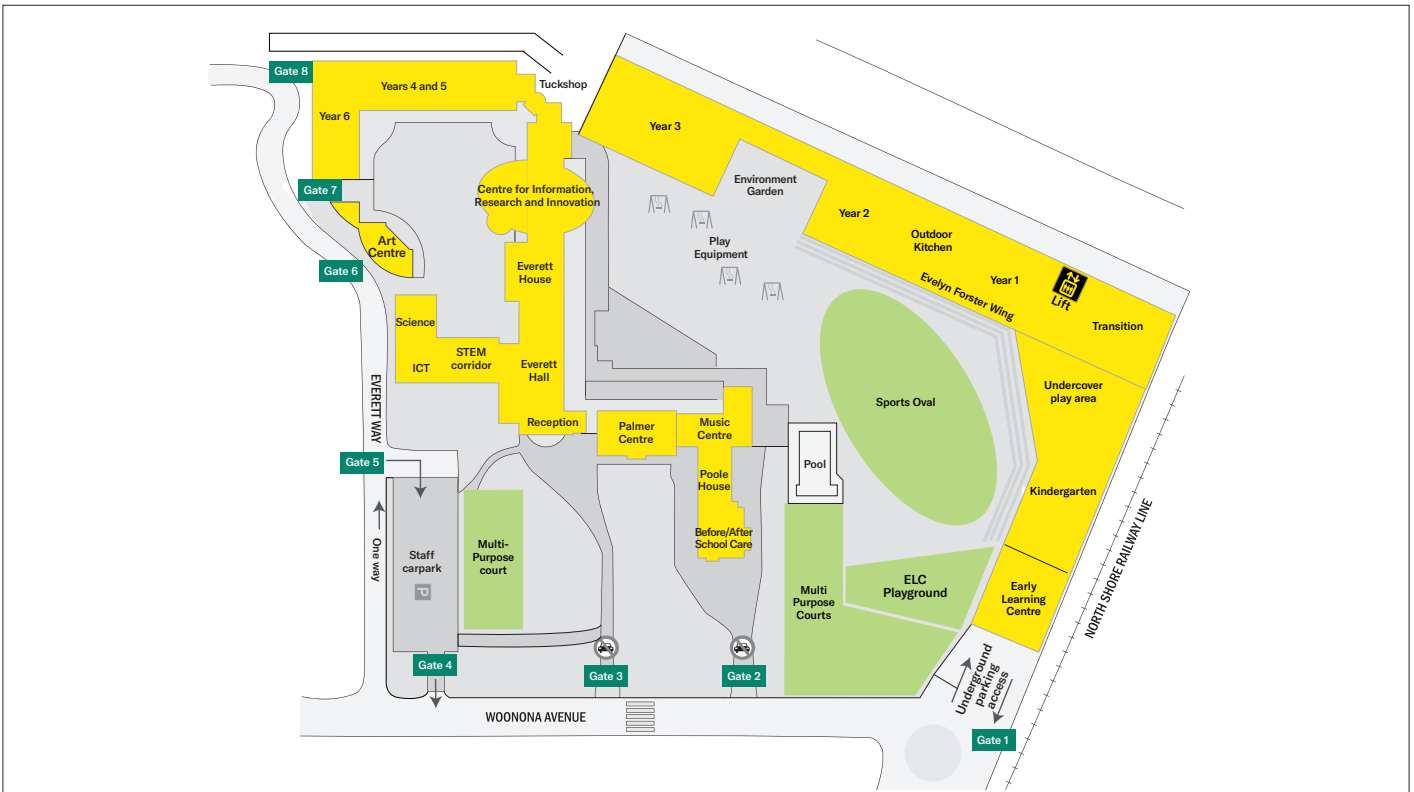 Gate 8
Years 4 and 5
Tuckshop
Year 6
Year 3
Gate 7
Centre for Information,
Research and Innovation
Environment
Garden
Year 2
Outdoor
Kitchen
Art
Centre
Play
Equipment
Gate 6
Everett
House
Year 1
Lift
Evelyn Forster Wing
Transition
Science
STEM
corridor
ICT
Everett
Hall
Undercover
play area
EVERETT WAY
Sports Oval
Reception
Palmer
Centre
Music
Centre
Gate 5
Pool
Poole
House
Kindergarten
One way
Staff
carpark
P
Multi-
Purpose
court
Before/After
School Care
Multi
Purpose
Courts
ELC
Playground
Early
Learning
Centre
NORTH SHORE RAILWAY LINE
Gate 4
Gate 3
Gate 2
Underground
parking
access
WOONONA AVENUE
Gate 1